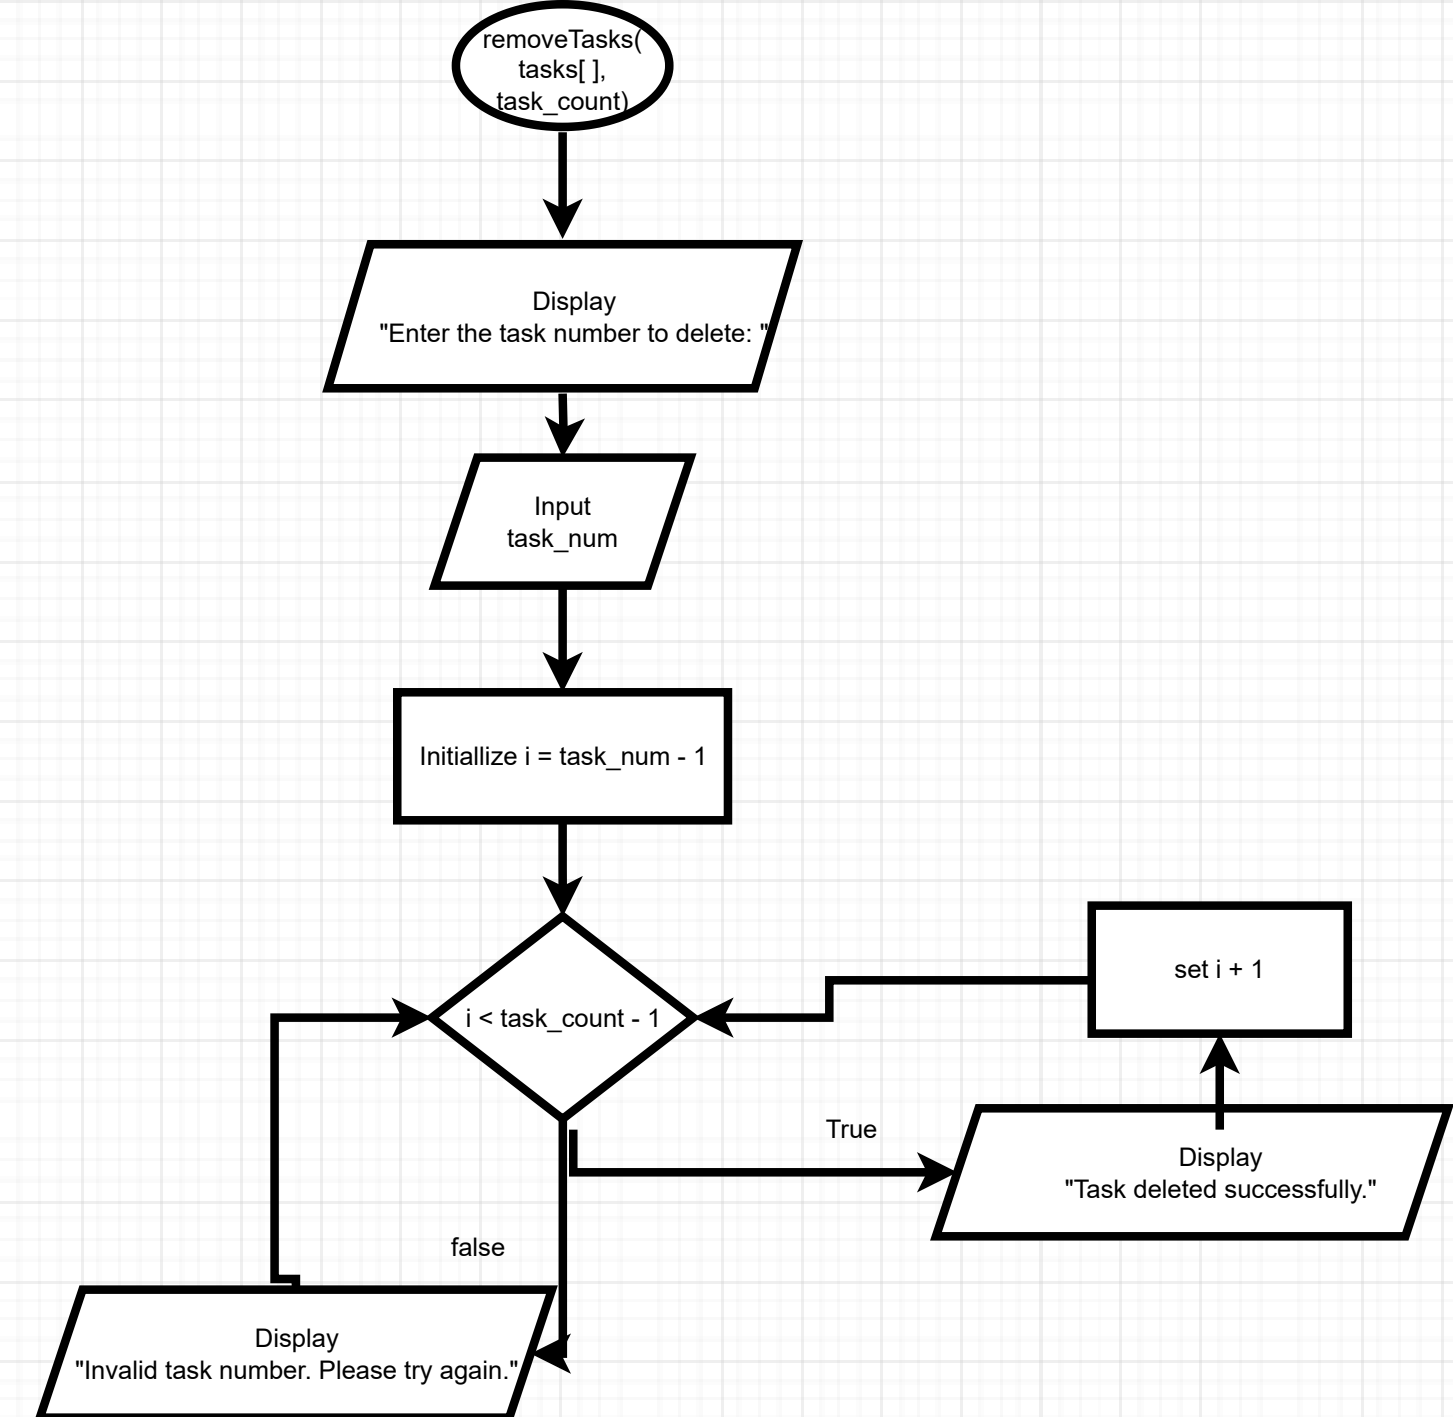 removeTasks(
tasks[ ],
task_count)
Display
"Enter the task number to delete: "
Input
task_num
Initiallize i = task_num - 1
set i + 1
i < task_count - 1
True
Display
"Task deleted successfully."
false
Display
"Invalid task number. Please try again."